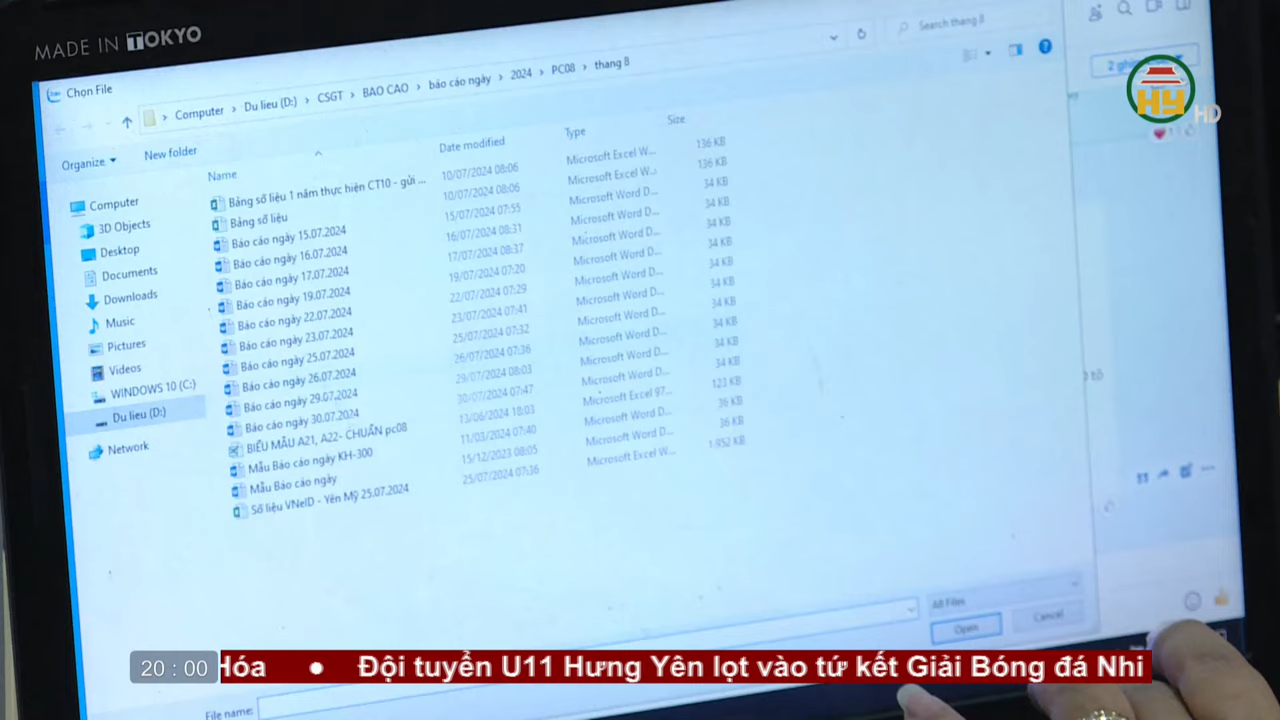 MADE IN TOKYO
Chọn File
Computer › Du lieu (D:) › CSGT › BAO CAO › báo cáo ngày › 2024 › PC08 › thang 8
Search thang 8
Organize
New folder
HY HD
Name Date modified Type Size
Computer
3D Objects
Desktop
Documents
Downloads
Music
Pictures
Videos
WINDOWS 10 (C:)
Du lieu (D:)
Network
Bảng số liệu 1 năm thực hiện CT10 - gửi ... 10/07/2024 08:06 Microsoft Excel W... 136 KB
Bảng số liệu 10/07/2024 08:06 Microsoft Excel W... 136 KB
Báo cáo ngày 15.07.2024 15/07/2024 07:55 Microsoft Word D... 34 KB
Báo cáo ngày 16.07.2024 16/07/2024 08:31 Microsoft Word D... 34 KB
Báo cáo ngày 17.07.2024 17/07/2024 08:37 Microsoft Word D... 34 KB
Báo cáo ngày 19.07.2024 19/07/2024 07:20 Microsoft Word D... 34 KB
Báo cáo ngày 22.07.2024 22/07/2024 07:29 Microsoft Word D... 34 KB
Báo cáo ngày 23.07.2024 23/07/2024 07:41 Microsoft Word D... 34 KB
Báo cáo ngày 25.07.2024 25/07/2024 07:32 Microsoft Word D... 34 KB
Báo cáo ngày 26.07.2024 26/07/2024 07:36 Microsoft Word D... 34 KB
Báo cáo ngày 29.07.2024 29/07/2024 08:03 Microsoft Word D... 34 KB
Báo cáo ngày 30.07.2024 30/07/2024 07:47 Microsoft Word D... 34 KB
BIỂU MẪU A21, A22- CHUẨN pc08 13/06/2024 18:03 Microsoft Excel 97... 123 KB
Mẫu Báo cáo ngày KH-300 11/03/2024 07:40 Microsoft Word D... 36 KB
Mẫu Báo cáo ngày 15/12/2023 08:05 Microsoft Word D... 36 KB
Số liệu VNeID - Yên Mỹ 25.07.2024 25/07/2024 07:36 Microsoft Excel W... 1.952 KB
All Files
Open Cancel
File name:
20 : 00
Hóa ● Đội tuyển U11 Hưng Yên lọt vào tứ kết Giải Bóng đá Nhi